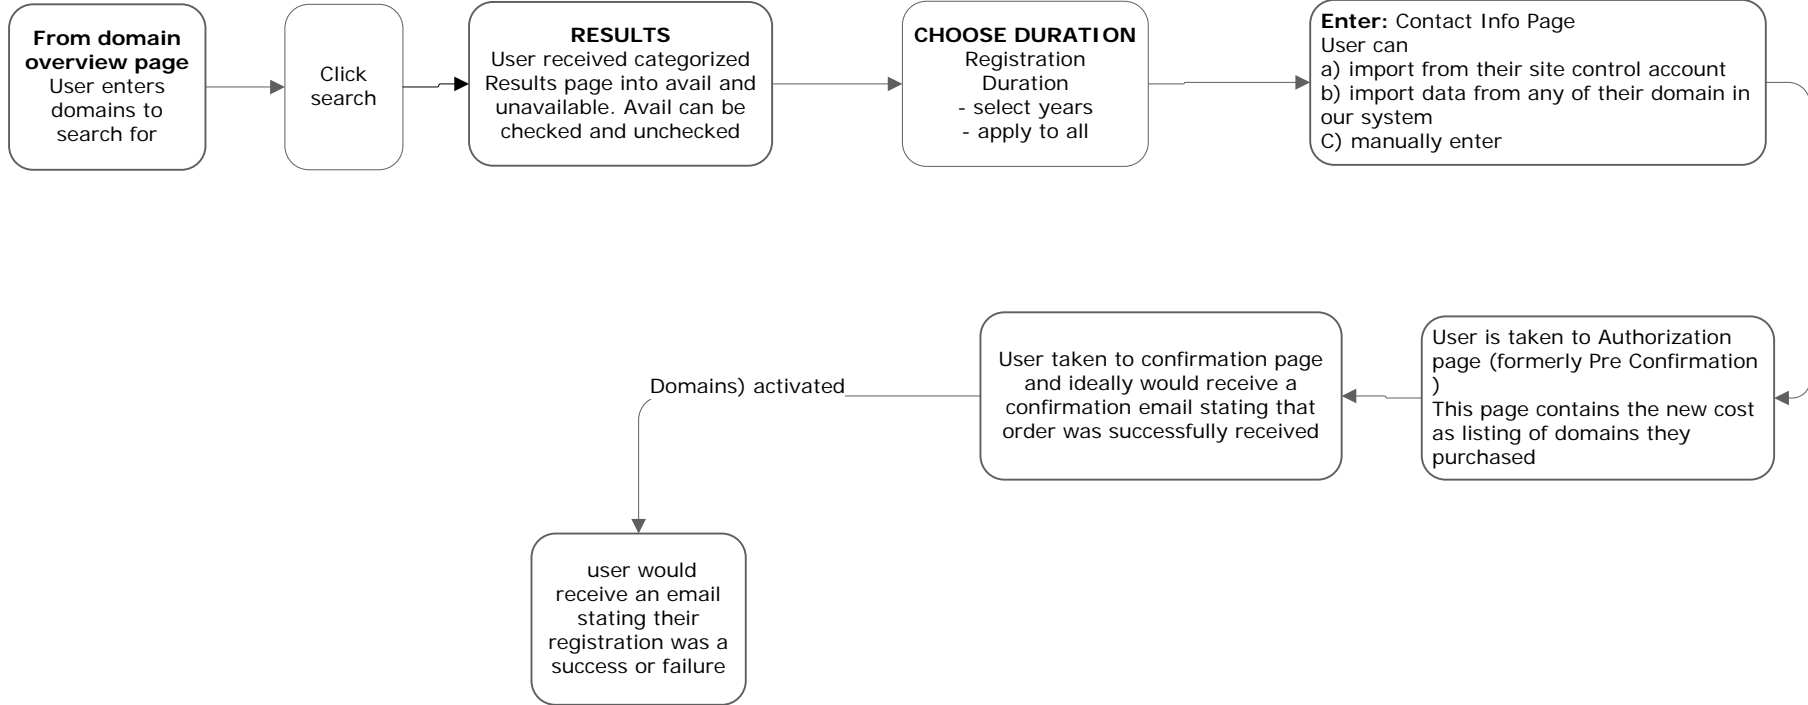 From domain
overview page
User enters
domains to
search for
Click
search
RESULTS
User received categorized
Results page into avail and
unavailable. Avail can be
checked and unchecked
CHOOSE DURATION
Registration
Duration
- select years
- apply to all
Enter: Contact Info Page
User can
a) import from their site control account
b) import data from any of their domain in
our system
C) manually enter
User is taken to Authorization
page (formerly Pre Confirmation
)
This page contains the new cost
as listing of domains they
purchased
User taken to confirmation page
and ideally would receive a
confirmation email stating that
order was successfully received
Domains) activated
user would
receive an email
stating their
registration was a
success or failure